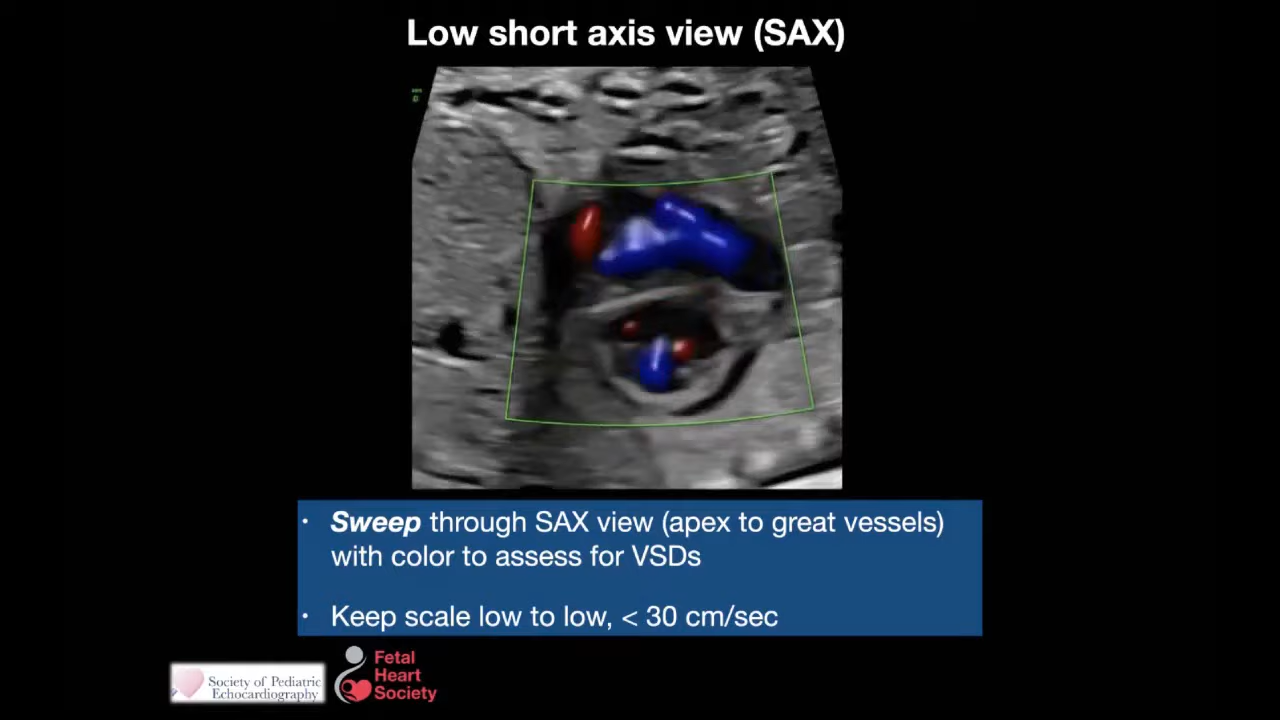 Low short axis view (SAX)
• Sweep through SAX view (apex to great vessels)
with color to assess for VSDs
• Keep scale low to low, < 30 cm/sec
Society of Pediatric
Echocardiography
Fetal
Heart
Society